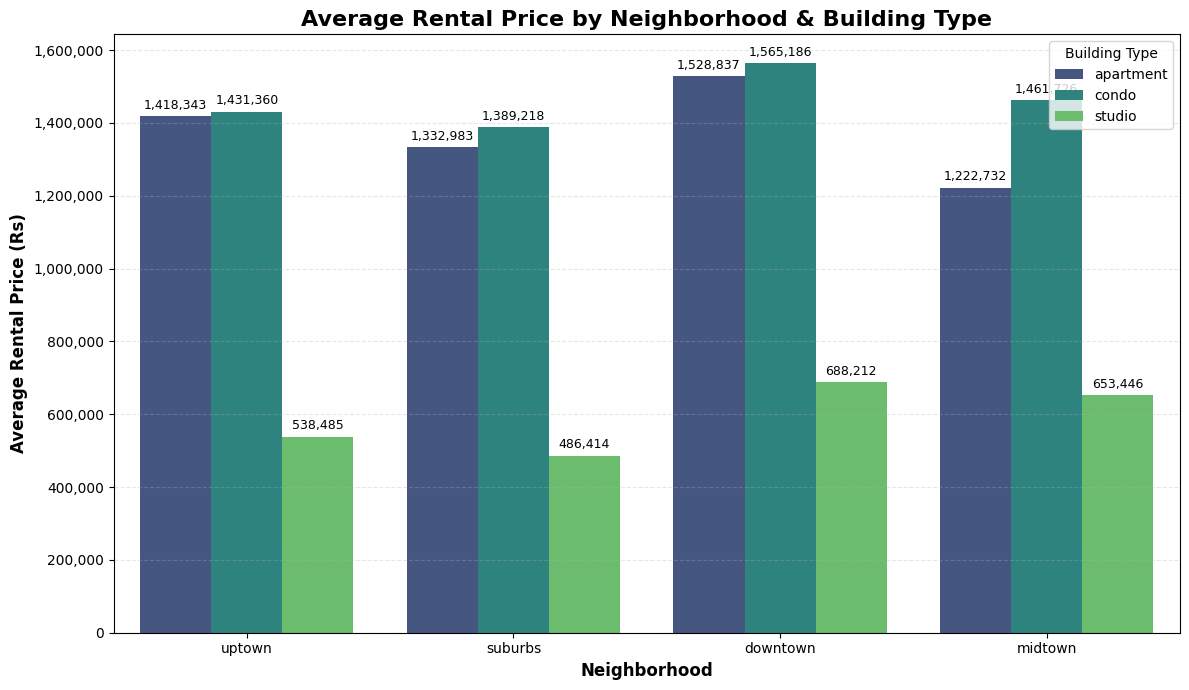 Average Rental Price by Neighborhood & Building Type
Average Rental Price (Rs)
1,600,000
1,400,000
1,200,000
1,000,000
800,000
600,000
400,000
200,000
0
1,418,343
1,431,360
538,485
1,332,983
1,389,218
486,414
1,528,837
1,565,186
688,212
1,222,732
1,461,726
653,446
Building Type
apartment
condo
studio
uptown
suburbs
downtown
midtown
Neighborhood